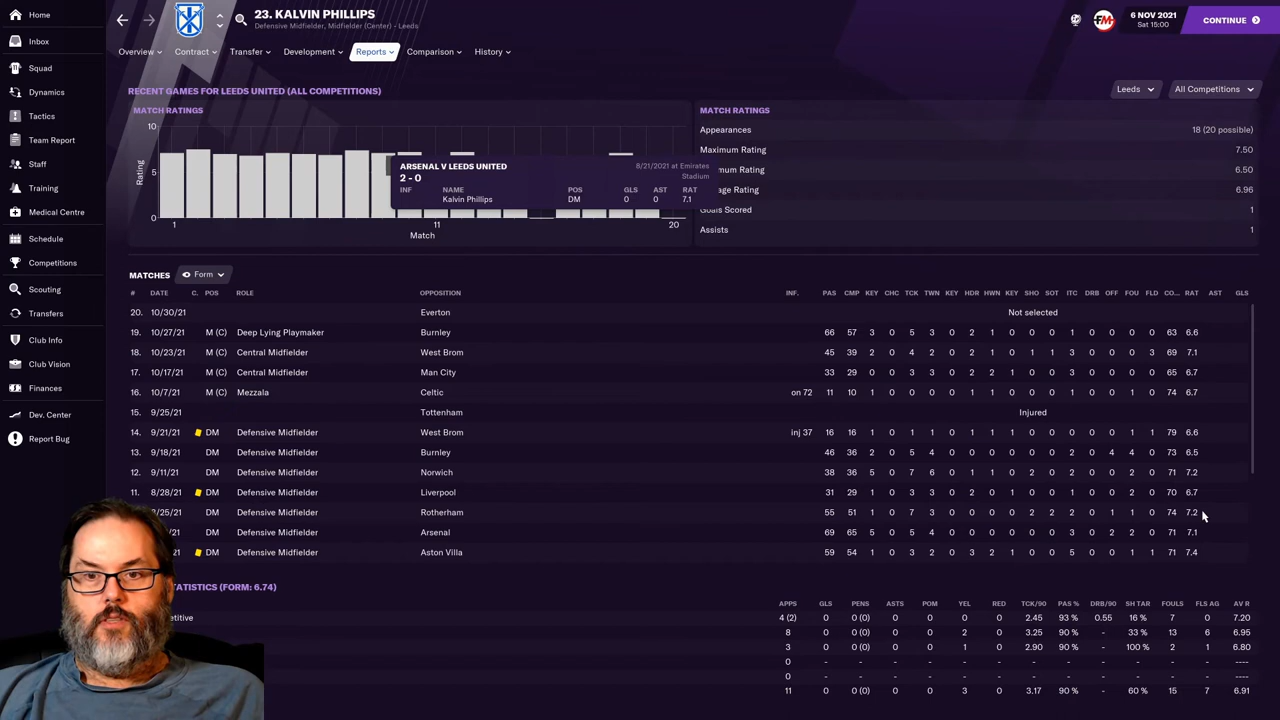 Home
23. KALVIN PHILLIPS
Defensive Midfielder, Midfielder (Center) - Leeds
6 NOV 2021
Sat 15:00
CONTINUE
FM
Inbox
Overview Contract Transfer Development Reports Comparison History
Squad
Dynamics
Tactics
Team Report
Staff
Training
Medical Centre
Schedule
Competitions
Scouting
Transfers
Club Info
Club Vision
Finances
Dev. Center
Report Bug
RECENT GAMES FOR LEEDS UNITED (ALL COMPETITIONS)
Leeds All Competitions
MATCH RATINGS
10
5
0
Rating
1 11 20
Match
ARSENAL V LEEDS UNITED 8/21/2021 at Emirates
2 - 0 Stadium
INF NAME POS GLS AST RAT
Kalvin Phillips DM 0 0 7.1
MATCH RATINGS
Appearances 18 (20 possible)
Maximum Rating 7.50
mum Rating 6.50
age Rating 6.96
Goals Scored 1
Assists 1
MATCHES Form
# DATE C. POS ROLE OPPOSITION INF. PAS CMP KEY CHC TCK TWN KEY HDR HWN KEY SHO SOT ITC DRB OFF FOU FLD CO... RAT AST GLS
20. 10/30/21 Everton Not selected
19. 10/27/21 M (C) Deep Lying Playmaker Burnley 66 57 3 0 5 3 0 2 1 0 0 0 1 0 0 0 0 63 6.6
18. 10/23/21 M (C) Central Midfielder West Brom 45 39 2 0 4 2 0 2 1 0 1 1 3 0 0 0 3 69 7.1
17. 10/17/21 M (C) Central Midfielder Man City 33 29 0 0 3 3 0 2 2 1 0 0 3 0 0 0 0 65 6.7
16. 10/7/21 M (C) Mezzala Celtic on 72 11 10 1 0 0 0 0 1 1 0 0 0 1 0 0 0 0 74 6.7
15. 9/25/21 Tottenham Injured
14. 9/21/21 DM Defensive Midfielder West Brom inj 37 16 16 1 0 1 1 0 1 1 1 0 0 0 0 0 1 1 79 6.6
13. 9/18/21 DM Defensive Midfielder Burnley 46 36 2 0 5 4 0 0 0 0 0 0 2 0 4 4 0 73 6.5
12. 9/11/21 DM Defensive Midfielder Norwich 38 36 5 0 7 6 0 1 1 0 2 0 2 0 0 2 0 71 7.2
11. 8/28/21 DM Defensive Midfielder Liverpool 31 29 1 0 3 3 0 2 0 1 0 0 1 0 0 2 0 70 6.7
8/25/21 DM Defensive Midfielder Rotherham 55 51 1 0 7 3 0 0 0 0 2 2 2 0 1 1 0 74 7.2
/21 DM Defensive Midfielder Arsenal 69 65 5 0 5 4 0 0 0 0 0 0 3 0 2 2 0 71 7.1
/21 DM Defensive Midfielder Aston Villa 59 54 1 0 3 2 0 3 2 1 0 0 5 0 0 1 1 71 7.4
STATISTICS (FORM: 6.74)
APPS GLS PENS ASTS POM YEL RED TCK/90 PAS % DRB/90 SH TAR FOULS FLS AG AV R
etitive 4 (2) 0 0 (0) 0 0 0 0 2.45 93 % 0.55 16 % 7 0 7.20
8 0 0 (0) 0 0 2 0 3.25 90 % - 33 % 13 6 6.95
3 0 0 (0) 0 0 1 0 2.90 90 % - 100 % 2 1 6.80
0 - - - - - - - - - - - - ----
0 - - - - - - - - - - - - ----
11 0 0 (0) 0 0 3 0 3.17 90 % - 60 % 15 7 6.91